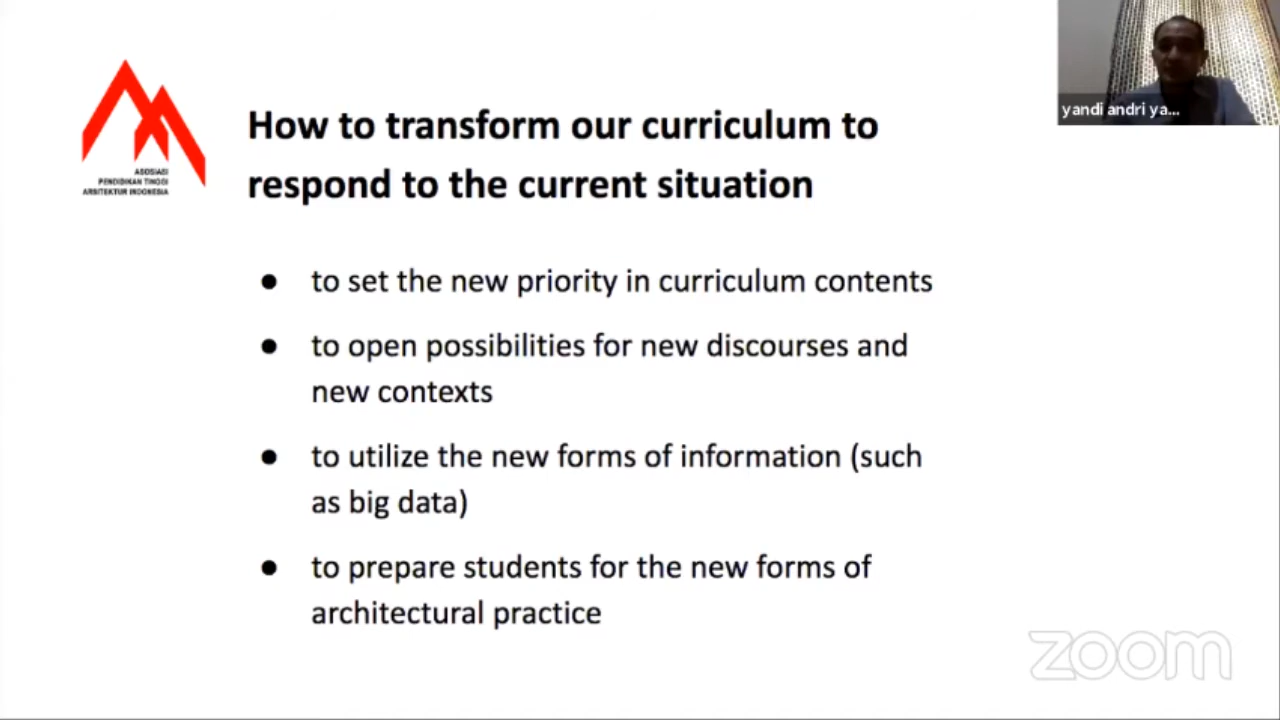 ASOSIASI
PENDIDIKAN TINGGI
ARSITEKTUR INDONESIA
How to transform our curriculum to
respond to the current situation
● to set the new priority in curriculum contents
● to open possibilities for new discourses and
new contexts
● to utilize the new forms of information (such
as big data)
● to prepare students for the new forms of
architectural practice
yandi andri ya...
zoom